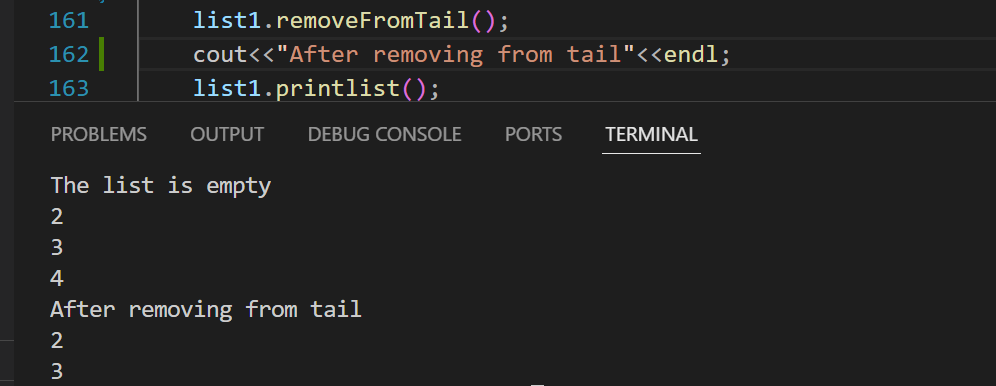 161 list1.removeFromTail();
162 cout<<"After removing from tail"<<endl;
163 list1.printlist();
PROBLEMS OUTPUT DEBUG CONSOLE PORTS TERMINAL
The list is empty
2
3
4
After removing from tail
2
3